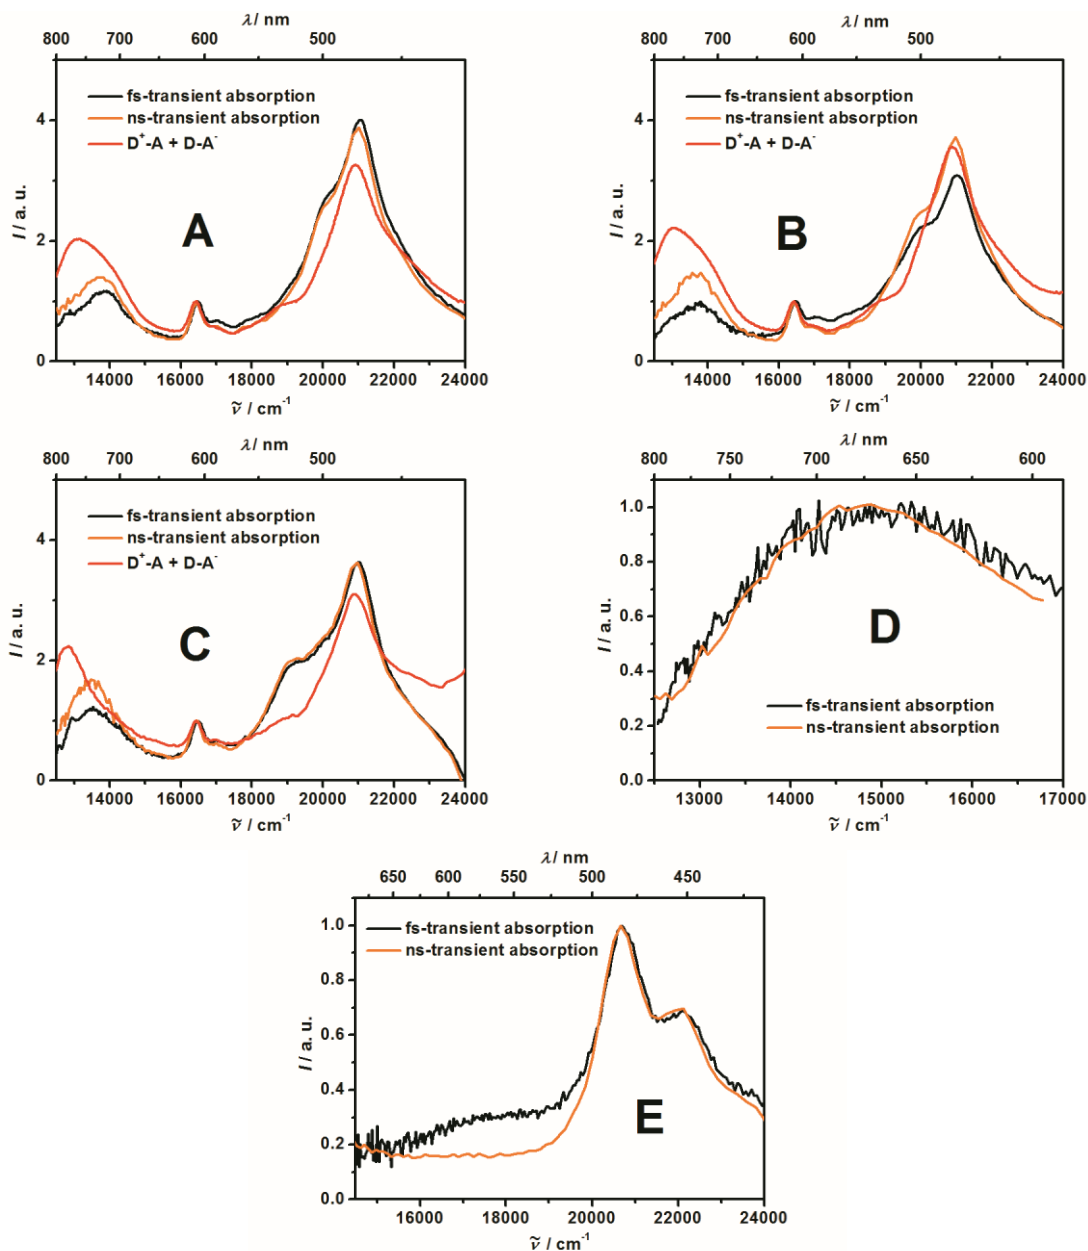 λ/ nm
800 700 600 500
fs-transient absorption
ns-transient absorption
D⁺-A + D-A⁻
A
I / a. u.
4
2
0
14000 16000 18000 20000 22000 24000
ṽ / cm⁻¹
λ/ nm
800 700 600 500
fs-transient absorption
ns-transient absorption
D⁺-A + D-A⁻
B
I / a. u.
4
2
0
14000 16000 18000 20000 22000 24000
ṽ / cm⁻¹
λ/ nm
800 700 600 500
fs-transient absorption
ns-transient absorption
D⁺-A + D-A⁻
C
I / a. u.
4
2
0
14000 16000 18000 20000 22000 24000
ṽ / cm⁻¹
λ/ nm
800 750 700 650 600
1.0
0.8
0.6
0.4
0.2
0.0
I / a. u.
D
fs-transient absorption
ns-transient absorption
13000 14000 15000 16000 17000
ṽ / cm⁻¹
λ/ nm
650 600 550 500 450
fs-transient absorption
ns-transient absorption
1.0
0.8
0.6
0.4
0.2
0.0
I / a. u.
E
16000 18000 20000 22000 24000
ṽ / cm⁻¹